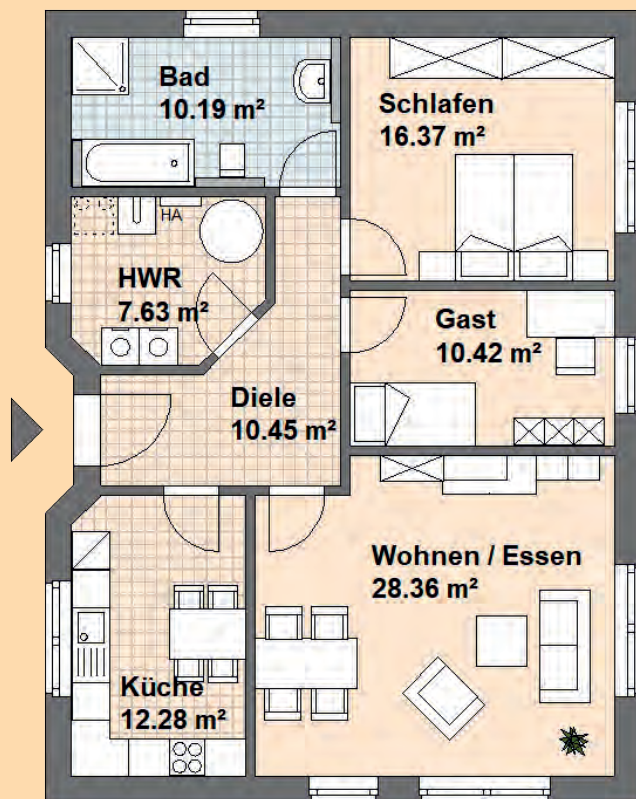 Bad
10.19 m²
Schlafen
16.37 m²
HA
HWR
7.63 m²
Gast
10.42 m²
Diele
10.45 m²
Wohnen / Essen
28.36 m²
Küche
12.28 m²